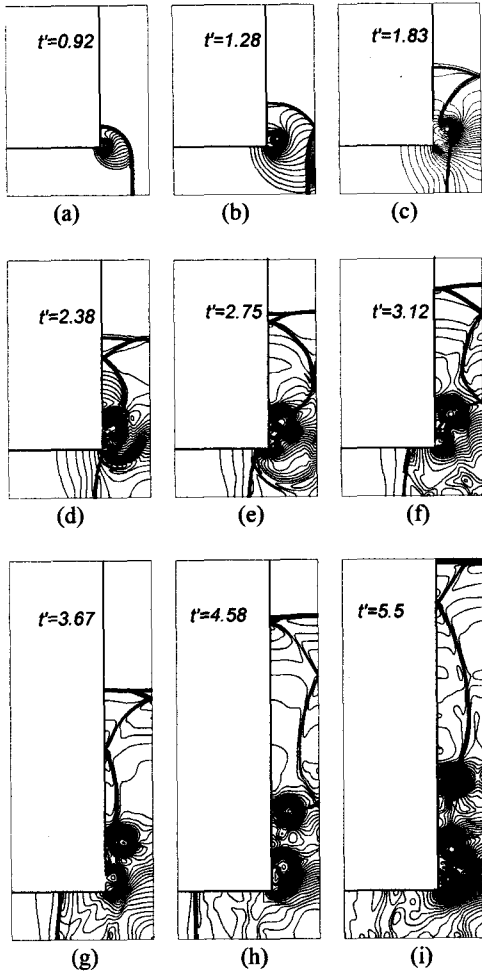 t'=0.92
t'=1.28
t'=1.83
(a)
(b)
(c)
t'=2.38
t'=2.75
t'=3.12
(d)
(e)
(f)
t'=3.67
t'=4.58
t'=5.5
(g)
(h)
(i)